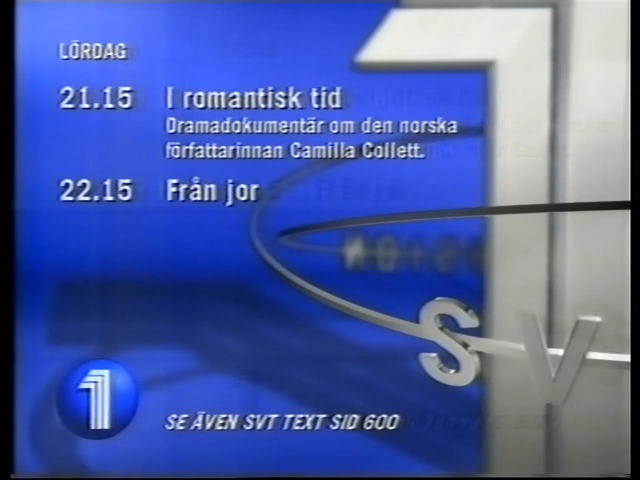 LÖRDAG
21.15 I romantisk tid
Dramadokumentär om den norska
författarinnan Camilla Collett.
22.15 Från jor
S V
1
SE ÄVEN SVT TEXT SID 600